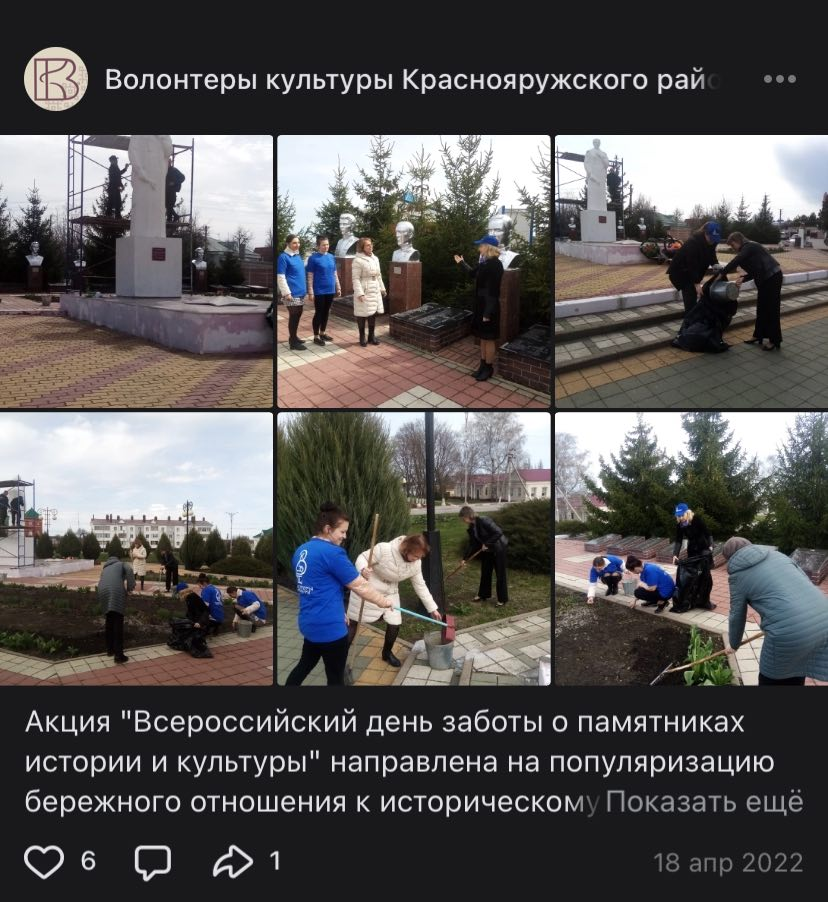 Волонтеры культуры Краснояружского рай
Акция "Всероссийский день заботы о памятниках
истории и культуры" направлена на популяризацию
бережного отношения к историческому Показать ещё
6
1
18 апр 2022